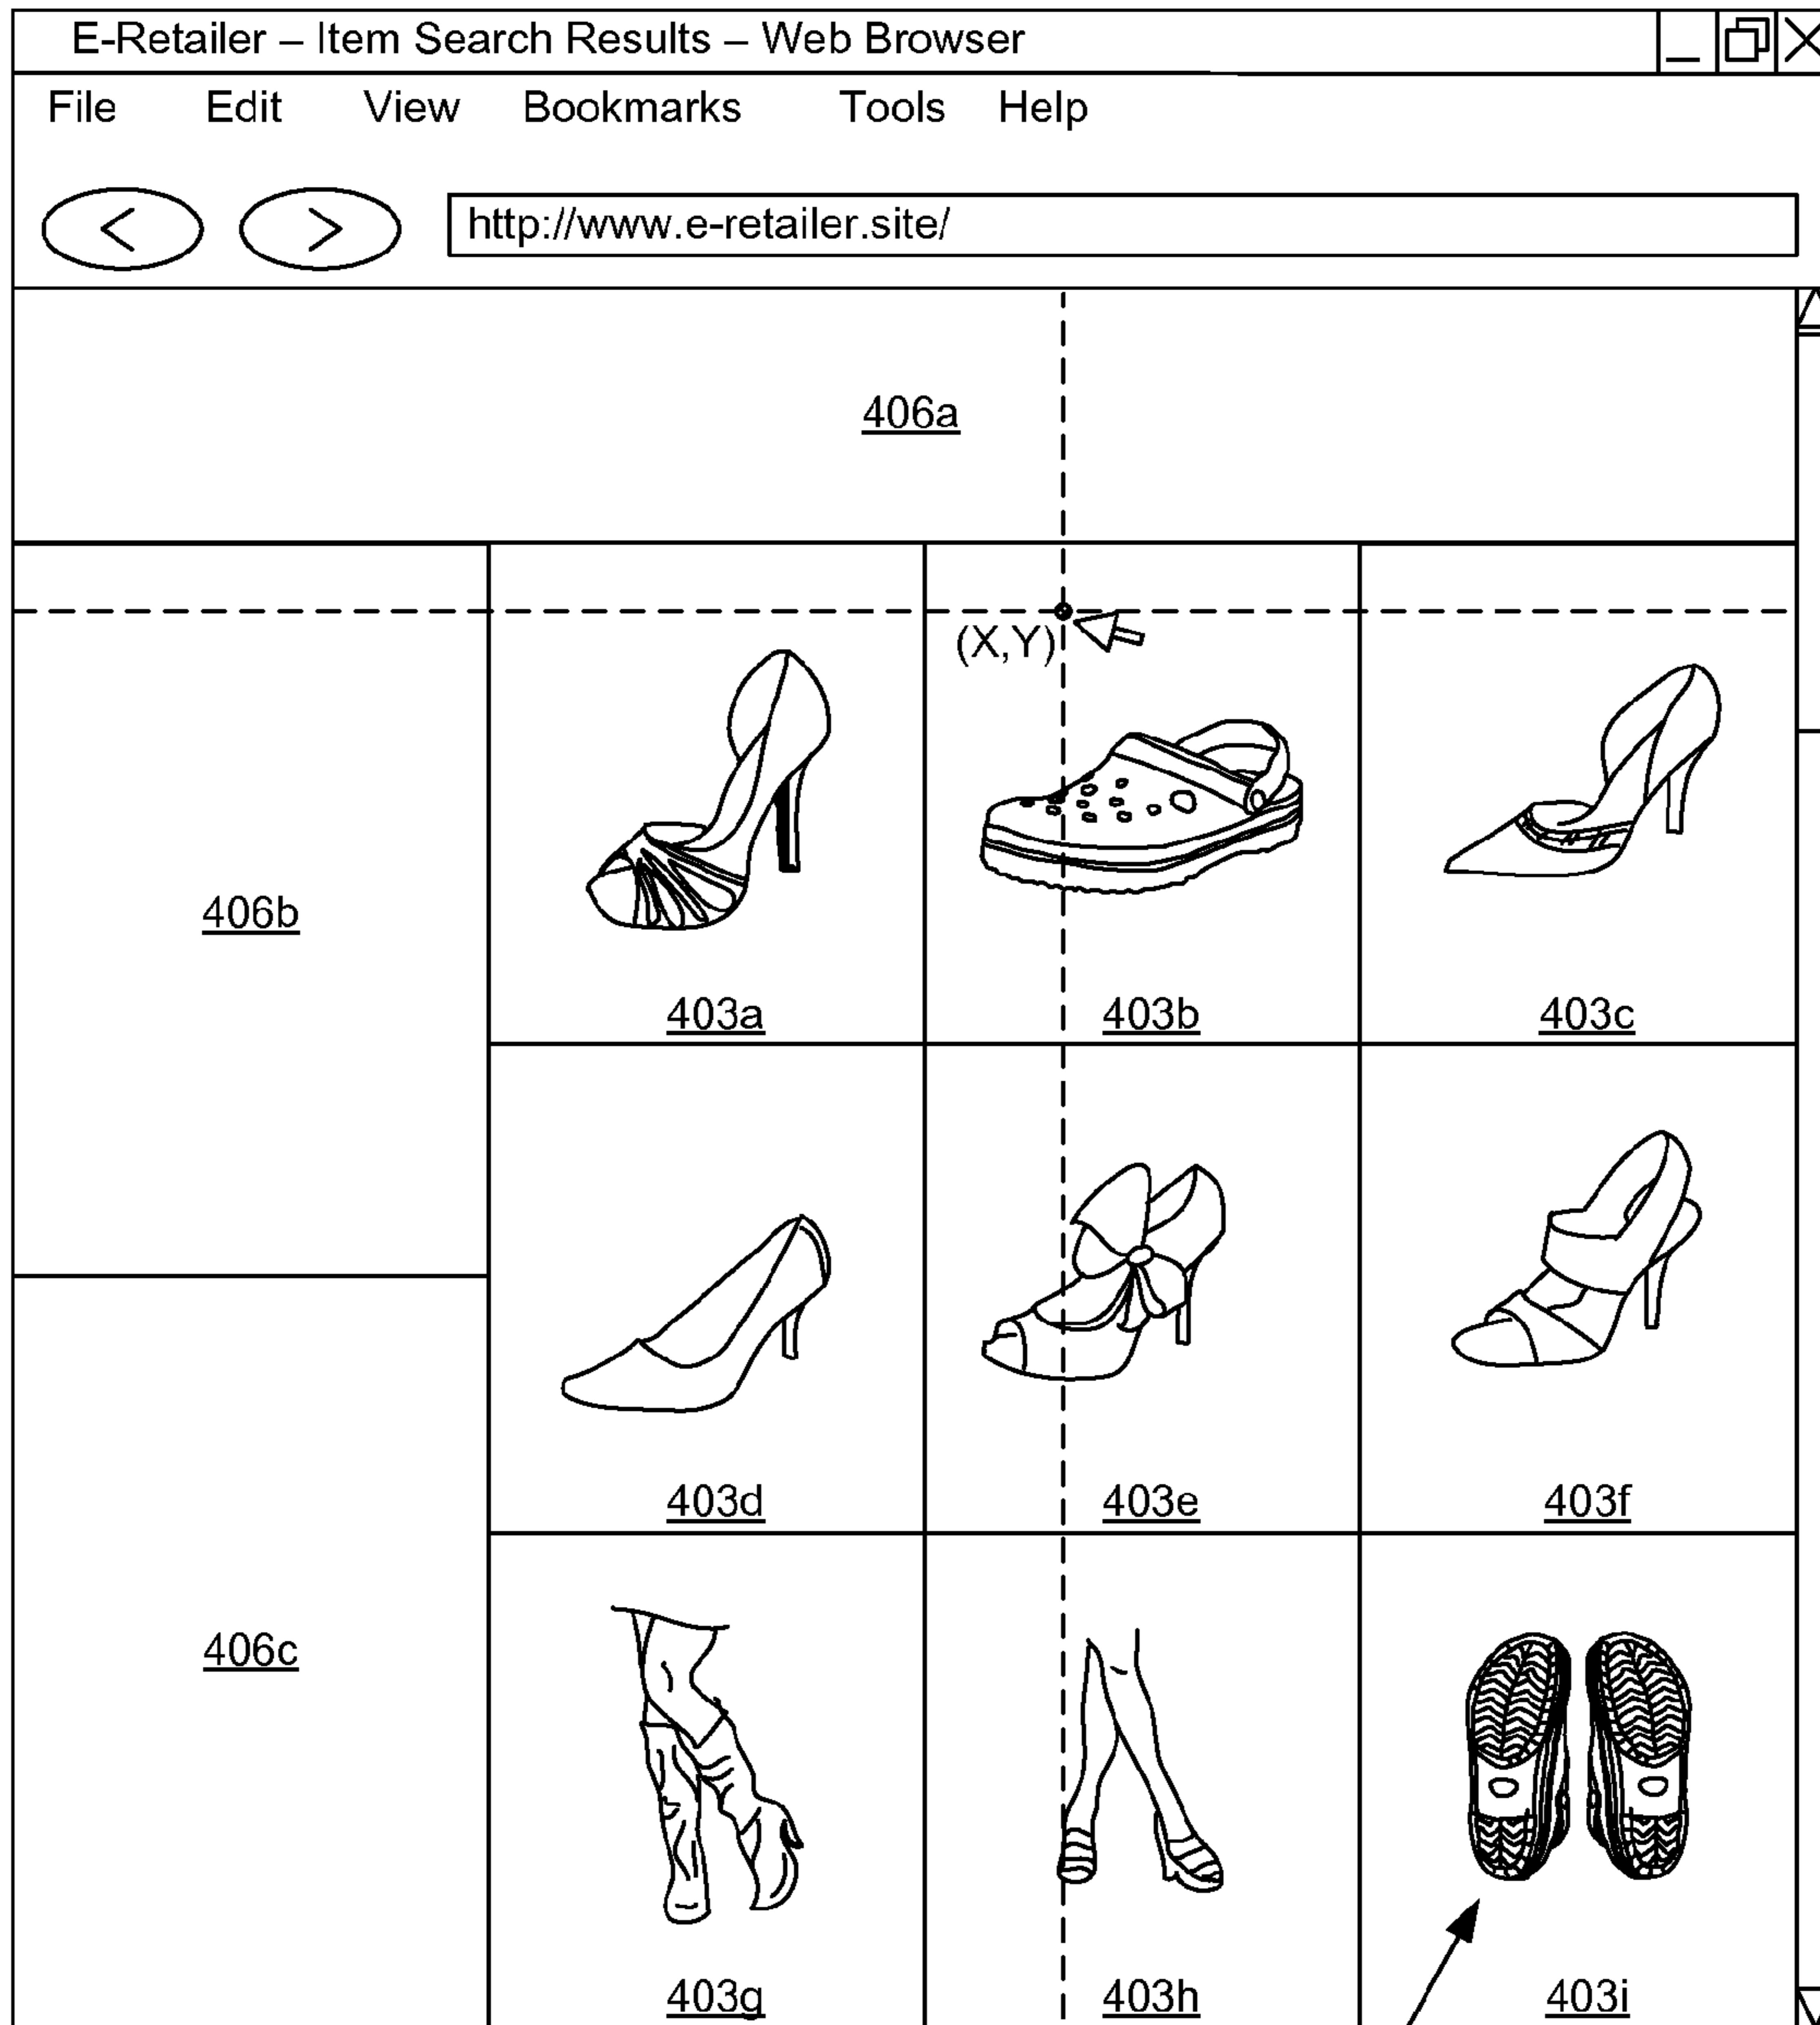 E-Retailer – Item Search Results – Web Browser
File Edit View Bookmarks Tools Help
http://www.e-retailer.site/
406a
(X,Y)
406b
403a 403b 403c
403d 403e 403f
406c
403g 403h 403i